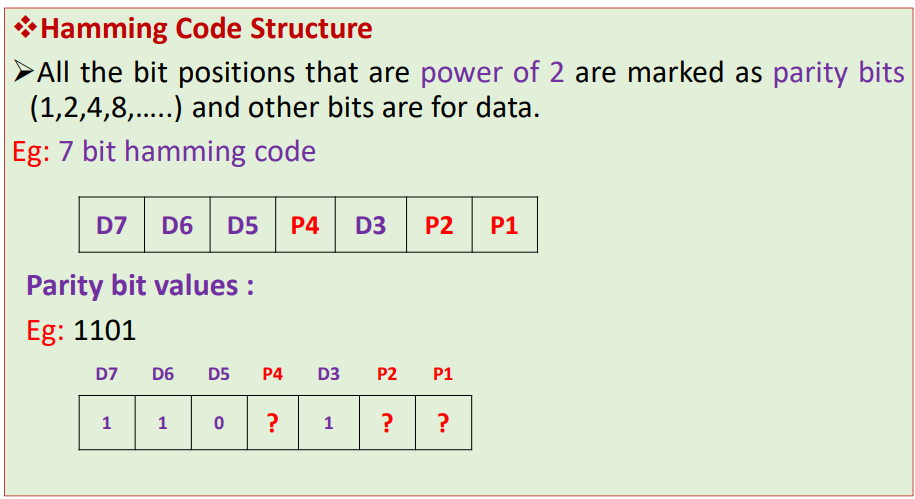 ❖Hamming Code Structure
➢All the bit positions that are power of 2 are marked as parity bits
(1,2,4,8,…..) and other bits are for data.
Eg: 7 bit hamming code
D7 D6 D5 P4 D3 P2 P1
Parity bit values :
Eg: 1101
D7 D6 D5 P4 D3 P2 P1
1 1 0 ? 1 ? ?